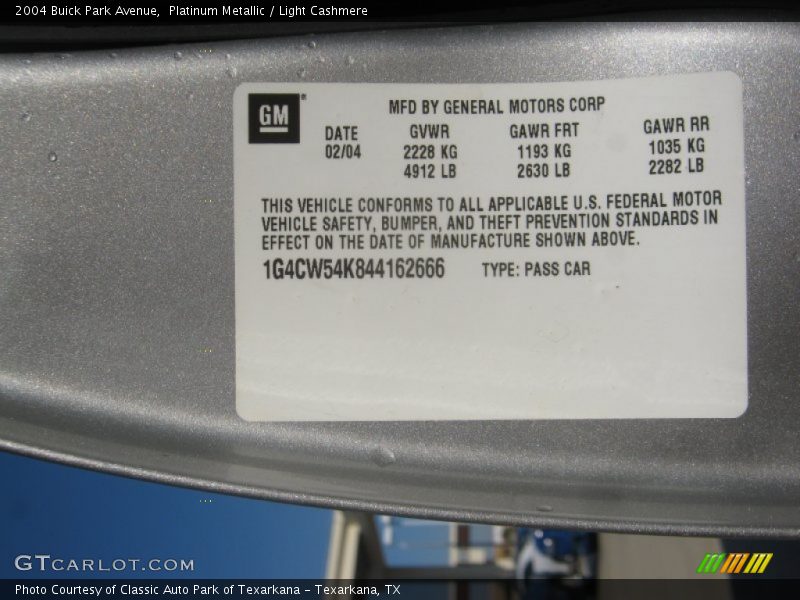 2004 Buick Park Avenue,  Platinum Metallic / Light Cashmere
GM
MFD BY GENERAL MOTORS CORP
DATE GVWR GAWR FRT GAWR RR
02/04 2228 KG 1193 KG 1035 KG
4912 LB 2630 LB 2282 LB
THIS VEHICLE CONFORMS TO ALL APPLICABLE U.S. FEDERAL MOTOR
VEHICLE SAFETY, BUMPER, AND THEFT PREVENTION STANDARDS IN
EFFECT ON THE DATE OF MANUFACTURE SHOWN ABOVE.
1G4CW54K844162666 TYPE: PASS CAR
GTCARLOT.COM
Photo Courtesy of Classic Auto Park of Texarkana - Texarkana, TX